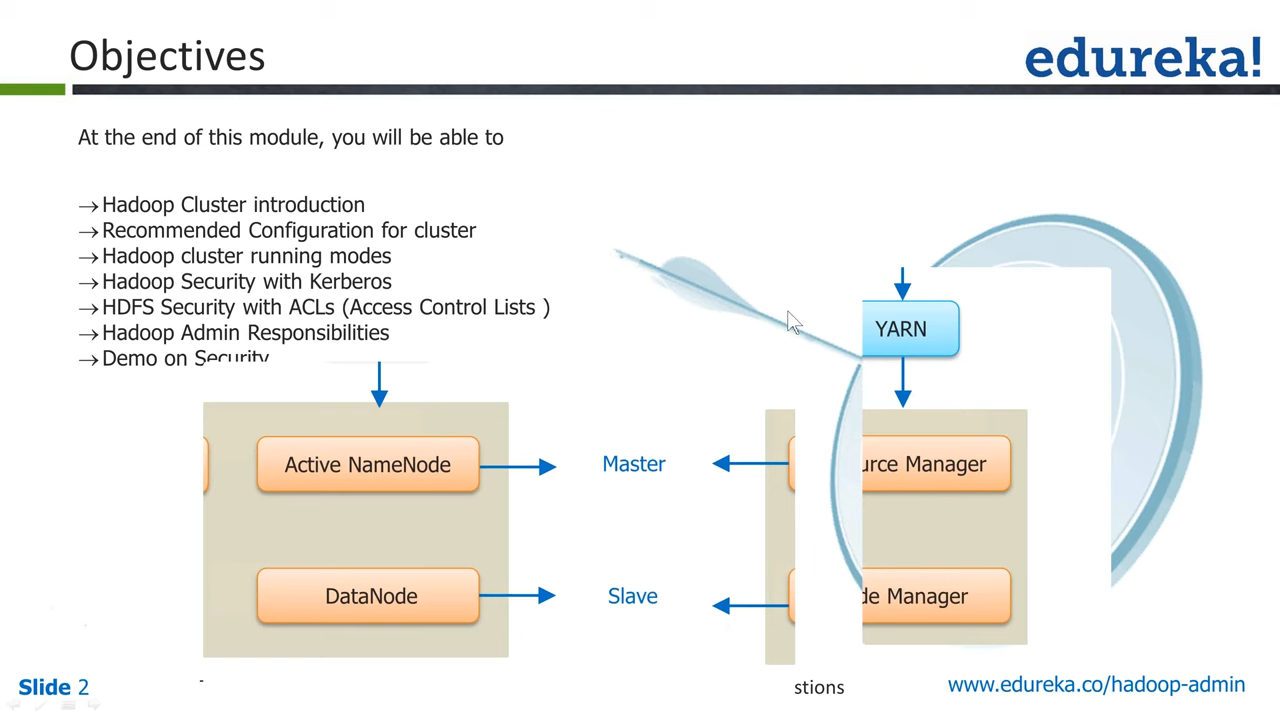 Objectives
edureka!
At the end of this module, you will be able to
→Hadoop Cluster introduction
→Recommended Configuration for cluster
→Hadoop cluster running modes
→Hadoop Security with Kerberos
→HDFS Security with ACLs (Access Control Lists )
→Hadoop Admin Responsibilities
→Demo on Security
YARN
Active NameNode
Master
urce Manager
DataNode
Slave
de Manager
Slide 2
stions
www.edureka.co/hadoop-admin